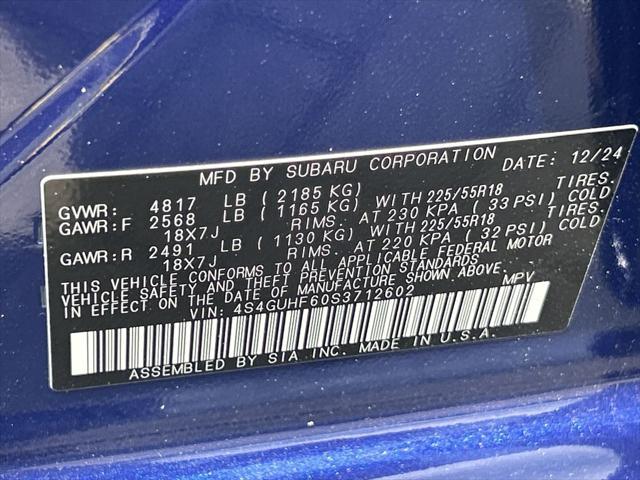 MFD BY SUBARU CORPORATION DATE: 12/24
GVWR: 4817 LB (2185 KG)
GAWR:F 2568 LB (1165 KG) WITH 225/55R18 TIRES.
18X7J RIMS. AT 230 KPA (33 PSI) COLD
GAWR:R 2491 LB (1130 KG) WITH 225/55R18 TIRES.
18X7J RIMS. AT 220 KPA (32 PSI) COLD
THIS VEHICLE CONFORMS TO ALL APPLICABLE FEDERAL MOTOR
VEHICLE SAFETY AND THEFT PREVENTION STANDARDS IN
EFFECT ON THE DATE OF MANUFACTURE SHOWN ABOVE.
VIN: 4S4GUHF60S3712602 MPV
ASSEMBLED BY SIA INC. MADE IN U.S.A.